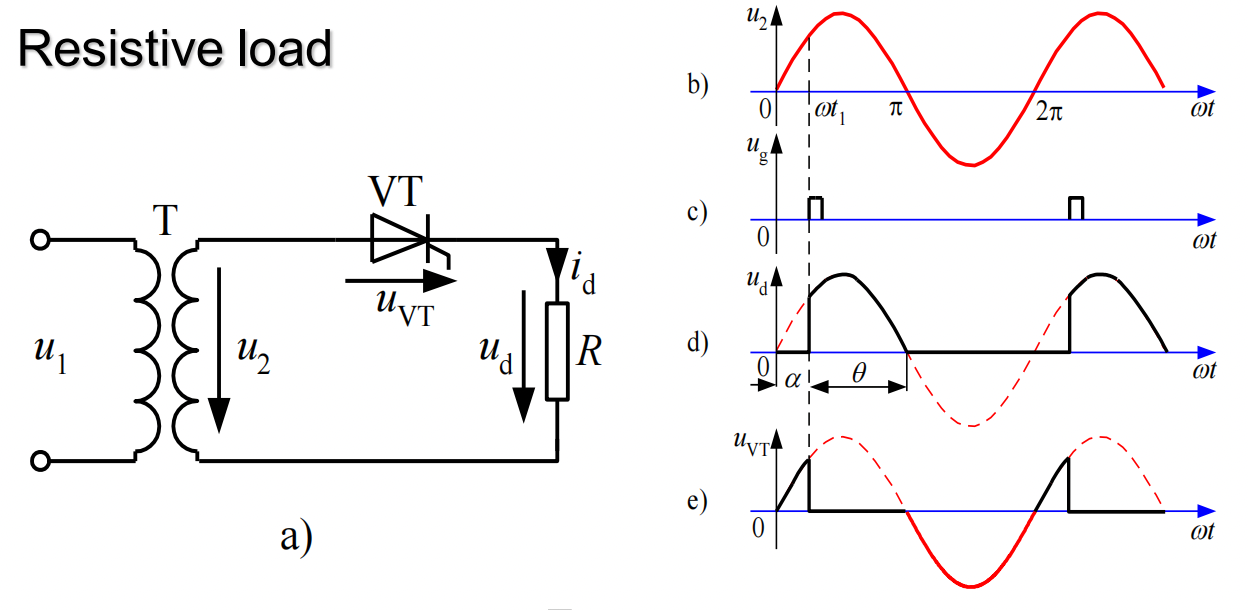 Resistive load
T
VT
u1
u2
uVT
id
ud
R
a)
b)
u2
0
ωt1
π
2π
ωt
c)
ug
0
ωt
d)
ud
0
α
θ
ωt
e)
uVT
0
ωt